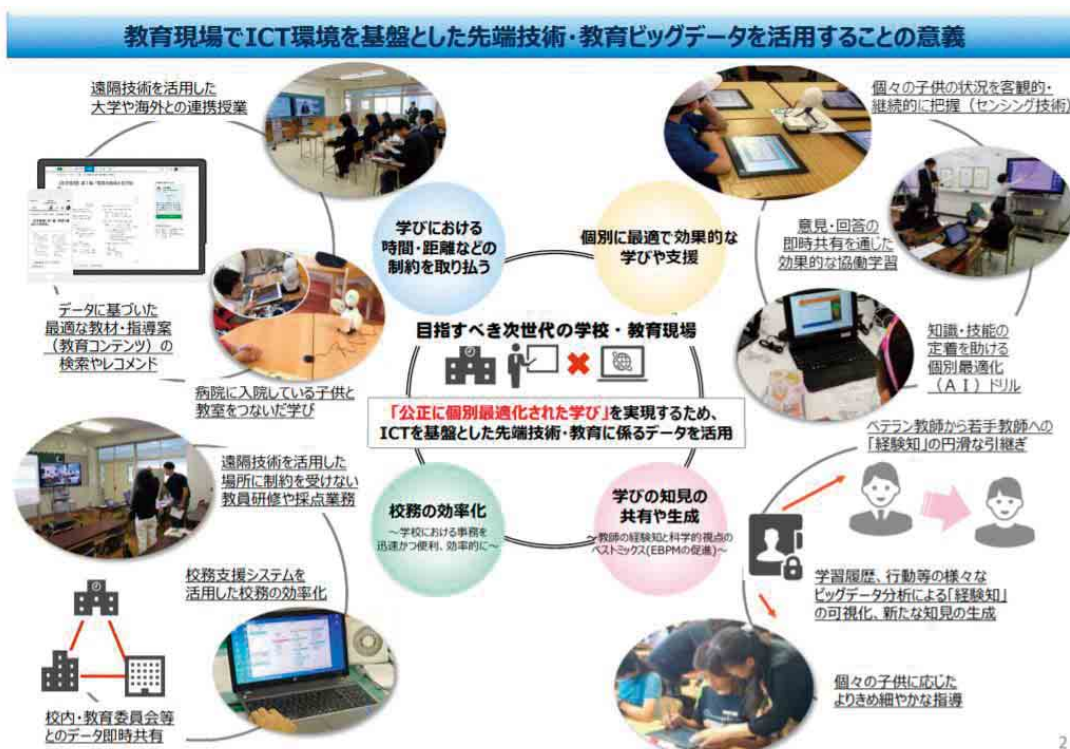 教育現場でICT環境を基盤とした先端技術・教育ビッグデータを活用することの意義
遠隔技術を活用した
大学や海外との連携授業
データに基づいた
最適な教材・指導案
（教育コンテンツ）の
検索やレコメンド
病院に入院している子供と
教室をつないだ学び
学びにおける
時間・距離などの
制約を取り払う
個別に最適で効果的な
学びや支援
個々の子供の状況を客観的・
継続的に把握（センシング技術）
意見・回答の
即時共有を通じた
効果的な協働学習
知識・技能の
定着を助ける
個別最適化
（ＡＩ）ドリル
目指すべき次世代の学校・教育現場
「公正に個別最適化された学び」を実現するため、
ICTを基盤とした先端技術・教育に係るデータを活用
遠隔技術を活用した
場所に制約を受けない
教員研修や採点業務
校務支援システムを
活用した校務の効率化
校内・教育委員会等
とのデータ即時共有
校務の効率化
～学校における事務を
迅速かつ便利、効率的に～
学びの知見の
共有や生成
～教師の経験知と科学的視点の
ベストミックス(EBPMの促進)～
ベテラン教師から若手教師への
「経験知」の円滑な引継ぎ
学習履歴、行動等の様々な
ビッグデータ分析による「経験知」
の可視化、新たな知見の生成
個々の子供に応じた
よりきめ細やかな指導
2